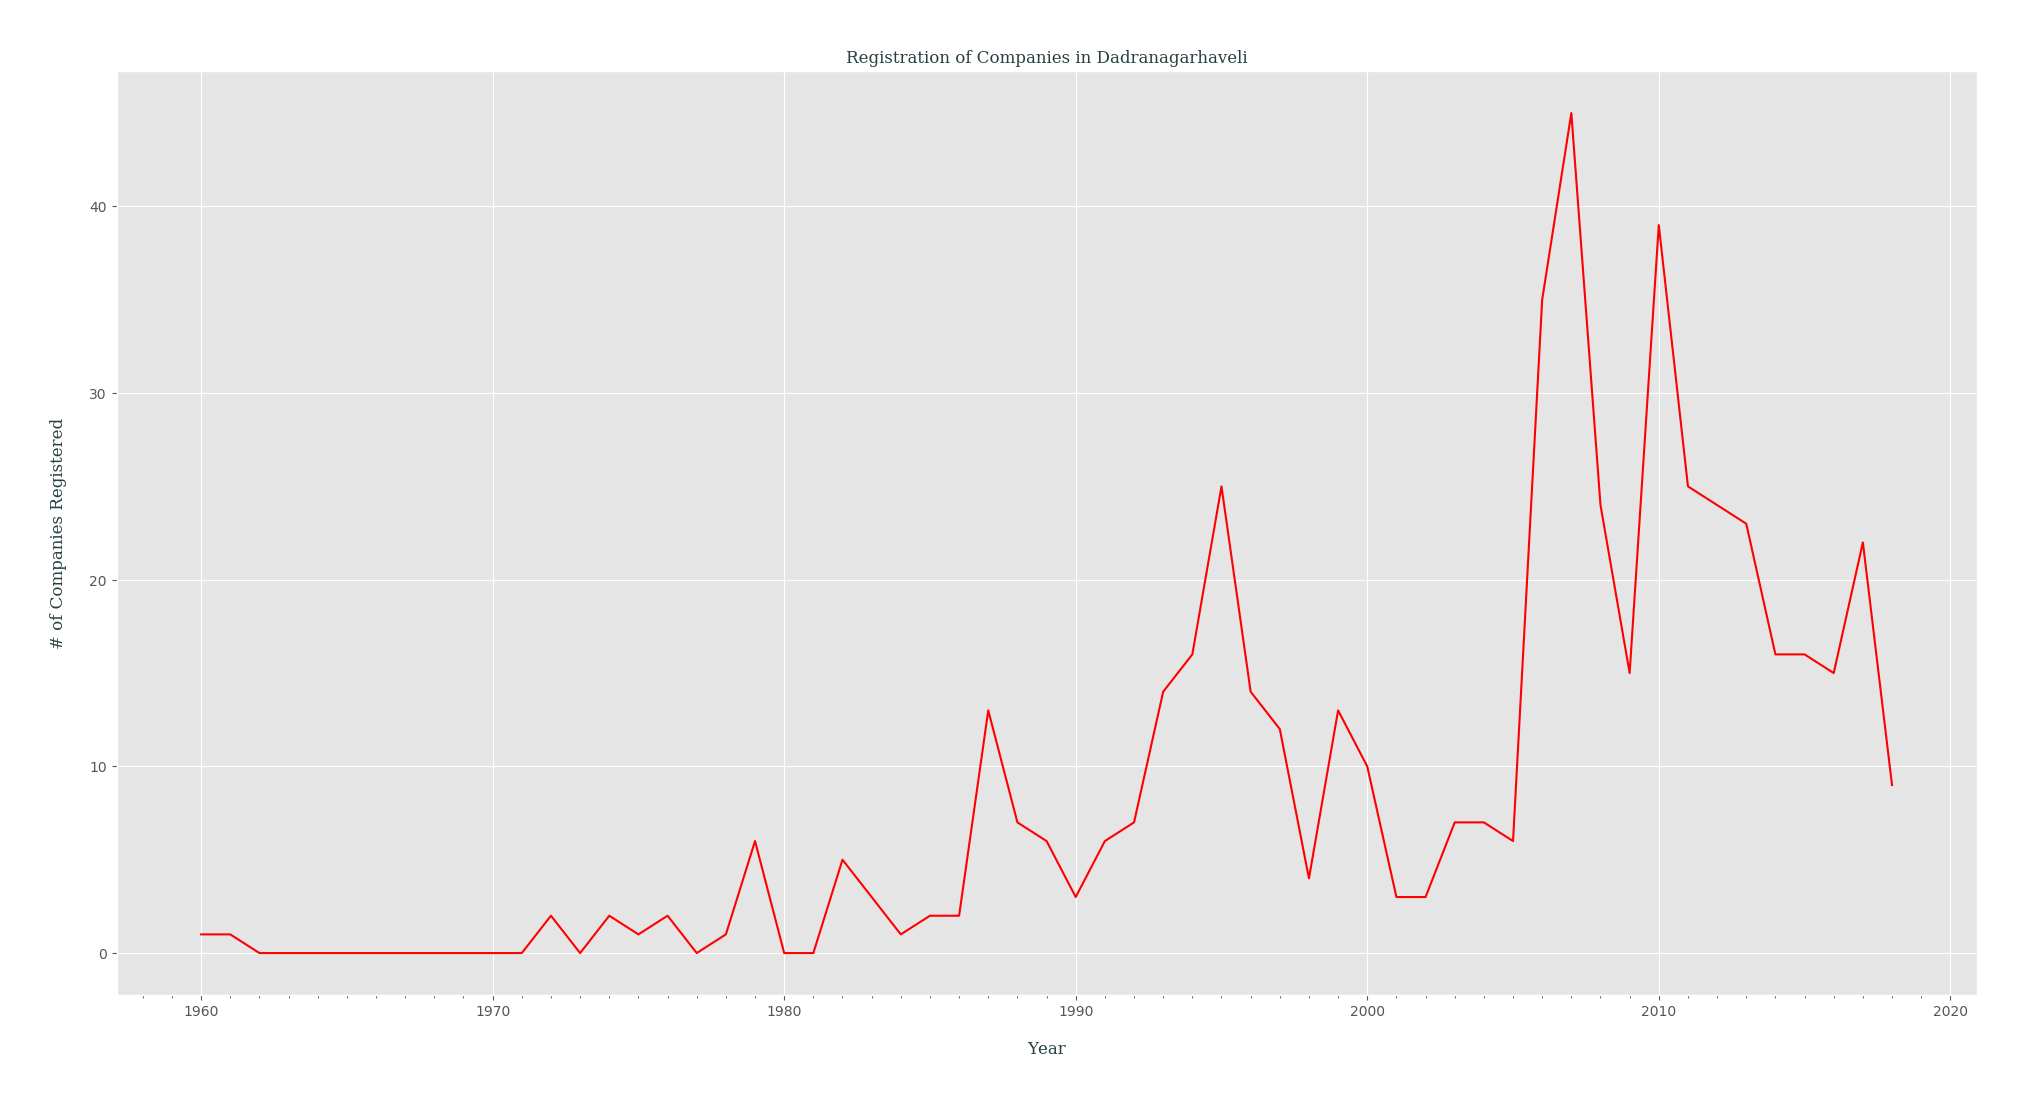 Registration of Companies in Dadranagarhaveli
# of Companies Registered
40
30
20
10
0
1960 1970 1980 1990 2000 2010 2020
Year